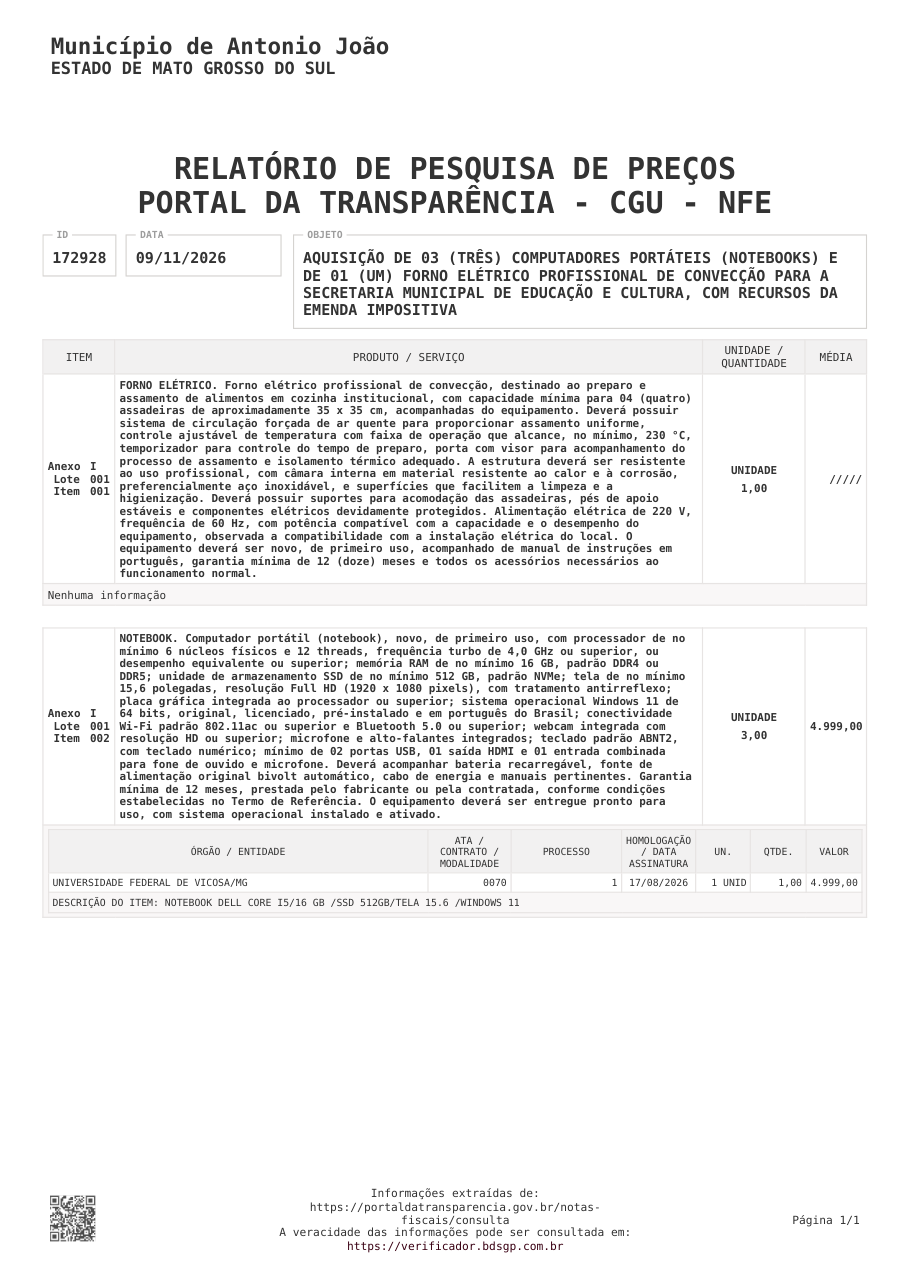 Município de Antonio João
ESTADO DE MATO GROSSO DO SUL
RELATÓRIO DE PESQUISA DE PREÇOS
PORTAL DA TRANSPARÊNCIA - CGU - NFE
ID
172928
DATA
09/11/2026
OBJETO
AQUISIÇÃO DE 03 (TRÊS) COMPUTADORES PORTÁTEIS (NOTEBOOKS) E
DE 01 (UM) FORNO ELÉTRICO PROFISSIONAL DE CONVECÇÃO PARA A
SECRETARIA MUNICIPAL DE EDUCAÇÃO E CULTURA, COM RECURSOS DA
EMENDA IMPOSITIVA
ITEM PRODUTO / SERVIÇO UNIDADE / QUANTIDADE MÉDIA
Anexo I
Lote 001
Item 001
FORNO ELÉTRICO. Forno elétrico profissional de convecção, destinado ao preparo e
assamento de alimentos em cozinha institucional, com capacidade mínima para 04 (quatro)
assadeiras de aproximadamente 35 x 35 cm, acompanhadas do equipamento. Deverá possuir
sistema de circulação forçada de ar quente para proporcionar assamento uniforme,
controle ajustável de temperatura com faixa de operação que alcance, no mínimo, 230 °C,
temporizador para controle do tempo de preparo, porta com visor para acompanhamento do
processo de assamento e isolamento térmico adequado. A estrutura deverá ser resistente
ao uso profissional, com câmara interna em material resistente ao calor e à corrosão,
preferencialmente aço inoxidável, e superfícies que facilitem a limpeza e a
higienização. Deverá possuir suportes para acomodação das assadeiras, pés de apoio
estáveis e componentes elétricos devidamente protegidos. Alimentação elétrica de 220 V,
frequência de 60 Hz, com potência compatível com a capacidade e o desempenho do
equipamento, observada a compatibilidade com a instalação elétrica do local. O
equipamento deverá ser novo, de primeiro uso, acompanhado de manual de instruções em
português, garantia mínima de 12 (doze) meses e todos os acessórios necessários ao
funcionamento normal.
UNIDADE
1,00
/////
Nenhuma informação
Anexo I
Lote 001
Item 002
NOTEBOOK. Computador portátil (notebook), novo, de primeiro uso, com processador de no
mínimo 6 núcleos físicos e 12 threads, frequência turbo de 4,0 GHz ou superior, ou
desempenho equivalente ou superior; memória RAM de no mínimo 16 GB, padrão DDR4 ou
DDR5; unidade de armazenamento SSD de no mínimo 512 GB, padrão NVMe; tela de no mínimo
15,6 polegadas, resolução Full HD (1920 x 1080 pixels), com tratamento antirreflexo;
placa gráfica integrada ao processador ou superior; sistema operacional Windows 11 de
64 bits, original, licenciado, pré-instalado e em português do Brasil; conectividade
Wi-Fi padrão 802.11ac ou superior e Bluetooth 5.0 ou superior; webcam integrada com
resolução HD ou superior; microfone e alto-falantes integrados; teclado padrão ABNT2,
com teclado numérico; mínimo de 02 portas USB, 01 saída HDMI e 01 entrada combinada
para fone de ouvido e microfone. Deverá acompanhar bateria recarregável, fonte de
alimentação original bivolt automático, cabo de energia e manuais pertinentes. Garantia
mínima de 12 meses, prestada pelo fabricante ou pela contratada, conforme condições
estabelecidas no Termo de Referência. O equipamento deverá ser entregue pronto para
uso, com sistema operacional instalado e ativado.
UNIDADE
3,00
4.999,00
ÓRGÃO / ENTIDADE ATA / CONTRATO / MODALIDADE PROCESSO HOMOLOGAÇÃO / DATA ASSINATURA UN. QTDE. VALOR
UNIVERSIDADE FEDERAL DE VICOSA/MG 0070 1 17/08/2026 1 UNID 1,00 4.999,00
DESCRIÇÃO DO ITEM: NOTEBOOK DELL CORE I5/16 GB /SSD 512GB/TELA 15.6 /WINDOWS 11
Informações extraídas de:
https://portaldatransparencia.gov.br/notas-
fiscais/consulta
A veracidade das informações pode ser consultada em:
https://verificador.bdsgp.com.br
Página 1/1